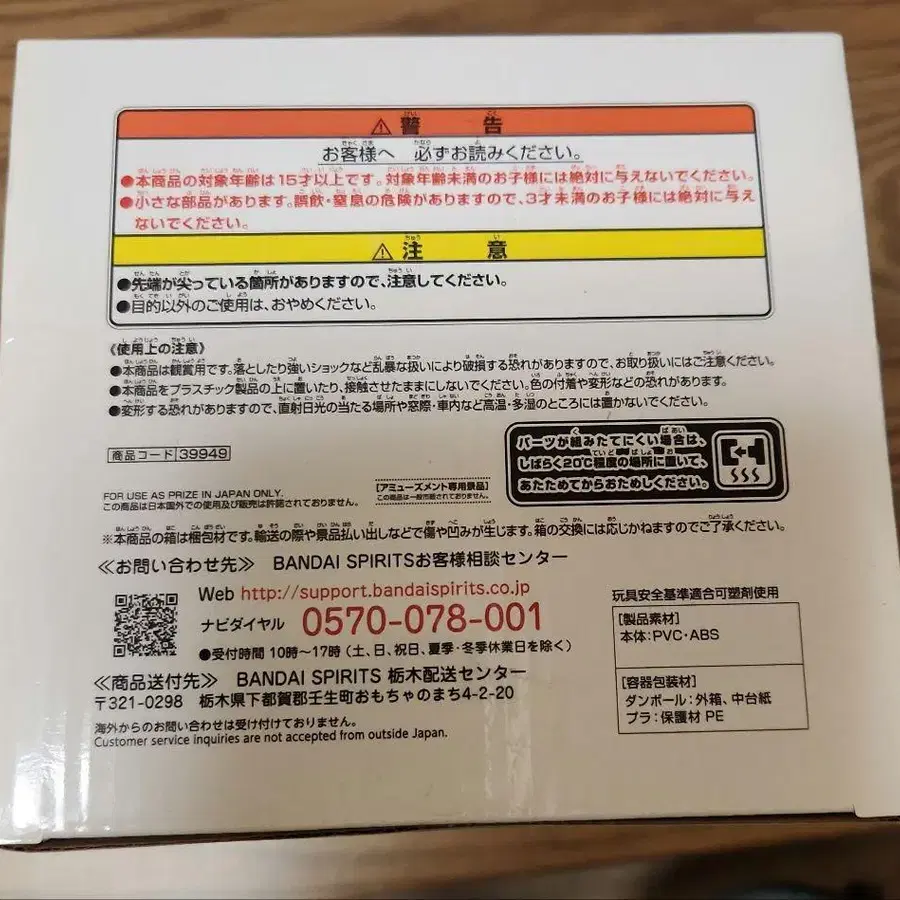 ⚠警告
お客様へ 必ずお読みください。
●本商品の対象年齢は15才以上です。対象年齢未満のお子様には絶対に与えないでください。
●小さな部品があります。誤飲・窒息の危険がありますので、3才未満のお子様には絶対に与え
ないでください。
⚠注意
●先端が尖っている箇所がありますので、注意してください。
●目的以外のご使用は、おやめください。
《使用上の注意》
●本商品は観賞用です。落としたり強いショックなど乱暴な扱いにより破損する恐れがありますので、お取り扱いにはご注意ください。
●本商品をプラスチック製品の上に置いたり、接触させたままにしないでください。色の付着や変形などの恐れがあります。
●変形する恐れがありますので、直射日光の当たる場所や窓際・車内など高温・多湿のところには置かないでください。
商品コード 39949
パーツが組みたてにくい場合は、
しばらく20℃程度の場所に置いて、
あたためてからおためしください。
FOR USE AS PRIZE IN JAPAN ONLY.
この商品は日本国外での使用及び販売は許諾されておりません。
[アミューズメント専用景品]
この商品は一般市販されておりません。
※本商品の箱は梱包材です。輸送の際や景品払い出しなどで傷や凹みが生じます。箱の交換には応じかねますのでご了承ください。
≪お問い合わせ先≫ BANDAI SPIRITSお客様相談センター
Web http://support.bandaispirits.co.jp
ナビダイヤル 0570-078-001
●受付時間 10時〜17時(土、日、祝日、夏季・冬季休業日を除く)
≪商品送付先≫ BANDAI SPIRITS 栃木配送センター
〒321-0298 栃木県下都賀郡壬生町おもちゃのまち4-2-20
海外からのお問い合わせは受け付けておりません。
Customer service inquiries are not accepted from outside Japan.
玩具安全基準適合可塑剤使用
[製品素材]
本体:PVC・ABS
[容器包装材]
ダンボール:外箱、中台紙
プラ:保護材 PE